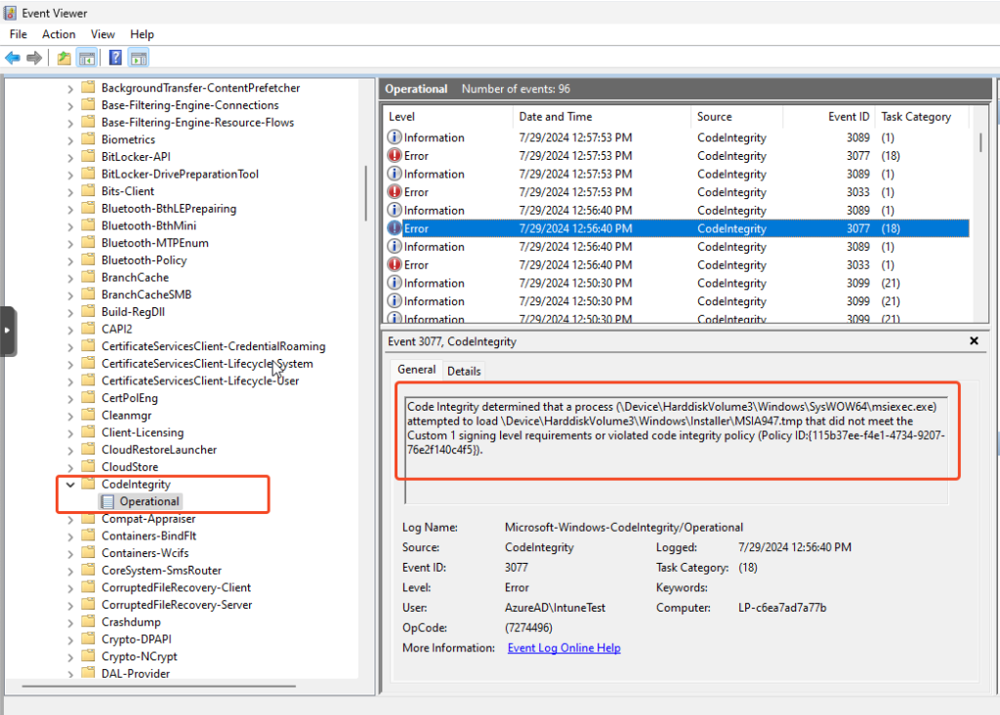 Event Viewer
File Action View Help
BackgroundTransfer-ContentPrefetcher
Base-Filtering-Engine-Connections
Base-Filtering-Engine-Resource-Flows
Biometrics
BitLocker-API
BitLocker-DrivePreparationTool
Bits-Client
Bluetooth-BthLEPrepairing
Bluetooth-BthMini
Bluetooth-MTPEnum
Bluetooth-Policy
BranchCache
BranchCacheSMB
Build-RegDll
CAPI2
CertificateServicesClient-CredentialRoaming
CertificateServicesClient-Lifecycle-System
CertificateServicesClient-Lifecycle-User
CertPolEng
Cleanmgr
Client-Licensing
CloudRestoreLauncher
CloudStore
CodeIntegrity
Operational
Compat-Appraiser
Containers-BindFlt
Containers-Wcifs
CoreSystem-SmsRouter
CorruptedFileRecovery-Client
CorruptedFileRecovery-Server
Crashdump
Crypto-DPAPI
Crypto-NCrypt
DAL-Provider
Operational Number of events: 96
Level Date and Time Source Event ID Task Category
Information 7/29/2024 12:57:53 PM CodeIntegrity 3089 (1)
Error 7/29/2024 12:57:53 PM CodeIntegrity 3077 (18)
Information 7/29/2024 12:57:53 PM CodeIntegrity 3089 (1)
Error 7/29/2024 12:57:53 PM CodeIntegrity 3033 (1)
Information 7/29/2024 12:56:40 PM CodeIntegrity 3089 (1)
Error 7/29/2024 12:56:40 PM CodeIntegrity 3077 (18)
Information 7/29/2024 12:56:40 PM CodeIntegrity 3089 (1)
Error 7/29/2024 12:56:40 PM CodeIntegrity 3033 (1)
Information 7/29/2024 12:50:30 PM CodeIntegrity 3099 (21)
Information 7/29/2024 12:50:30 PM CodeIntegrity 3099 (21)
Information 7/29/2024 12:50:30 PM CodeIntegrity 3099 (21)
Event 3077, CodeIntegrity
General Details
Code Integrity determined that a process (\Device\HarddiskVolume3\Windows\SysWOW64\msiexec.exe)
attempted to load \Device\HarddiskVolume3\Windows\Installer\MSIA947.tmp that did not meet the
Custom 1 signing level requirements or violated code integrity policy (Policy ID:{115b37ee-f4e1-4734-9207-
76e2f140c4f5}).
Log Name: Microsoft-Windows-CodeIntegrity/Operational
Source: CodeIntegrity Logged: 7/29/2024 12:56:40 PM
Event ID: 3077 Task Category: (18)
Level: Error Keywords:
User: AzureAD\IntuneTest Computer: LP-c6ea7ad7a77b
OpCode: (7274496)
More Information: Event Log Online Help